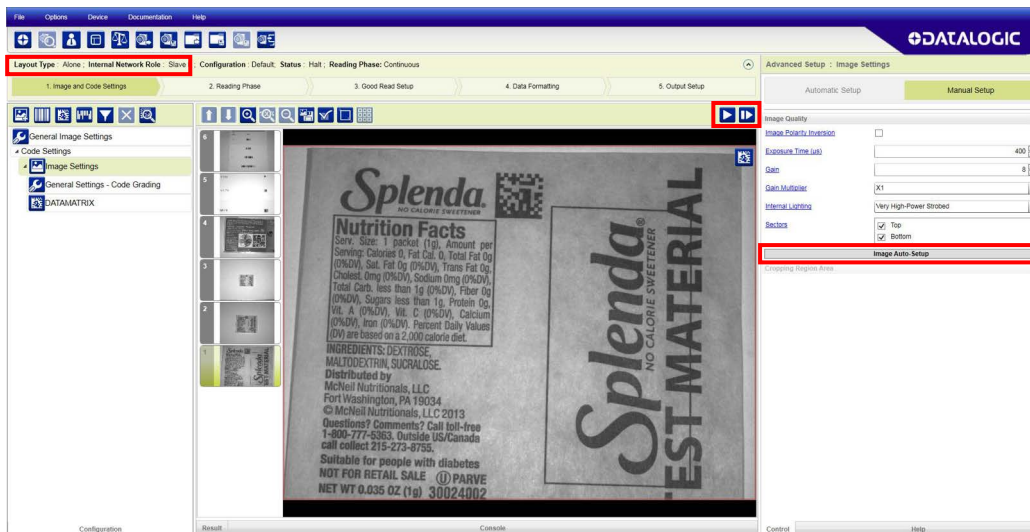 File Options Device Documentation Help
DATALOGIC
Layout Type : Alone ; Internal Network Role : Slave ; Configuration : Default; Status : Halt ; Reading Phase: Continuous
Advanced Setup : Image Settings
1. Image and Code Settings 2. Reading Phase 3. Good Read Setup 4. Data Formatting 5. Output Setup
Automatic Setup Manual Setup
General Image Settings
Code Settings
Image Settings
General Settings - Code Grading
DATAMATRIX
6
5
4
3
2
1
Splenda
NO CALORIE SWEETENER
Nutrition Facts
Serv. Size: 1 packet (1g), Amount per
Serving: Calories 0, Fat Cal. 0, Total Fat 0g
(0%DV), Sat. Fat 0g (0%DV), Trans Fat 0g,
Cholest. 0mg (0%DV), Sodium 0mg (0%DV),
Total Carb. less than 1g (0%DV), Fiber 0g
(0%DV), Sugars less than 1g, Protein 0g,
Vit. A (0%DV), Vit. C (0%DV), Calcium
(0%DV), Iron (0%DV). Percent Daily Values
(DV) are based on a 2,000 calorie diet.
INGREDIENTS: DEXTROSE,
MALTODEXTRIN, SUCRALOSE.
Distributed by
McNeil Nutritionals, LLC
Fort Washington, PA 19034
© McNeil Nutritionals, LLC 2013
Questions? Comments? Call toll-free
1-800-777-5363. Outside US/Canada
call collect 215-273-8755.
Suitable for people with diabetes
NOT FOR RETAIL SALE U PARVE
NET WT 0.035 OZ (1g) 30024002
Splenda®
NO CALORIE SWEETENER
EST MATERIAL
Image Quality
Image Polarity Inversion
Exposure Time (us) 400
Gain 8
Gain Multiplier X1
Internal Lighting Very High-Power Strobed
Sectors Top
Bottom
Image Auto-Setup
Cropping Region Area
Configuration Result Console Control Help